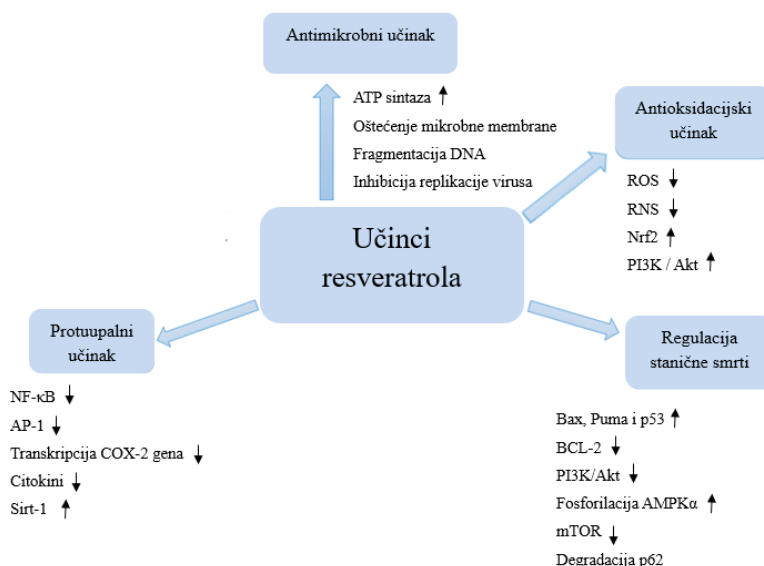 Antimikrobni učinak
ATP sintaza ↑
Oštećenje mikrobne membrane
Fragmentacija DNA
Inhibicija replikacije virusa
Antioksidacijski
učinak
ROS ↓
RNS ↓
Nrf2 ↑
PI3K / Akt ↑
Učinci
resveratrola
Protuupalni
učinak
NF-κB ↓
AP-1 ↓
Transkripcija COX-2 gena ↓
Citokini ↓
Sirt-1 ↑
Regulacija
stanične smrti
Bax, Puma i p53 ↑
BCL-2 ↓
PI3K/Akt ↓
Fosforilacija AMPKα ↑
mTOR ↓
Degradacija p62